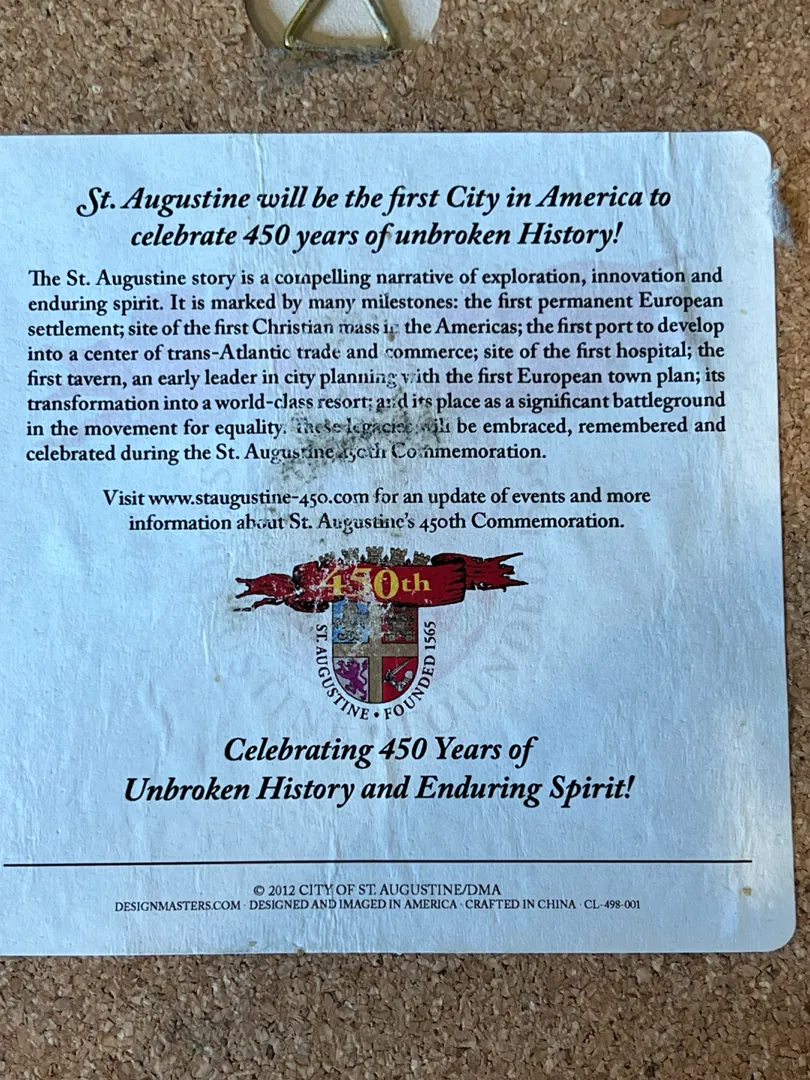 St. Augustine will be the first City in America to
celebrate 450 years of unbroken History!
The St. Augustine story is a compelling narrative of exploration, innovation and
enduring spirit. It is marked by many milestones: the first permanent European
settlement; site of the first Christian mass in the Americas; the first port to develop
into a center of trans-Atlantic trade and commerce; site of the first hospital; the
first tavern, an early leader in city planning with the first European town plan; its
transformation into a world-class resort; and its place as a significant battleground
in the movement for equality. These legacies will be embraced, remembered and
celebrated during the St. Augustine 450th Commemoration.
Visit www.staugustine-450.com for an update of events and more
information about St. Augustine's 450th Commemoration.
450th
ST. AUGUSTINE • FOUNDED 1565
Celebrating 450 Years of
Unbroken History and Enduring Spirit!
© 2012 CITY OF ST. AUGUSTINE/DMA
DESIGNMASTERS.COM · DESIGNED AND IMAGED IN AMERICA · CRAFTED IN CHINA · CL-498-001